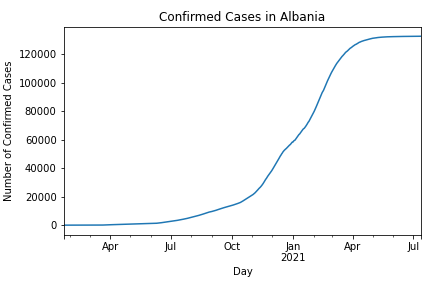 Confirmed Cases in Albania
Number of Confirmed Cases
120000
100000
80000
60000
40000
20000
0
Apr Jul Oct Jan Apr Jul
2021
Day